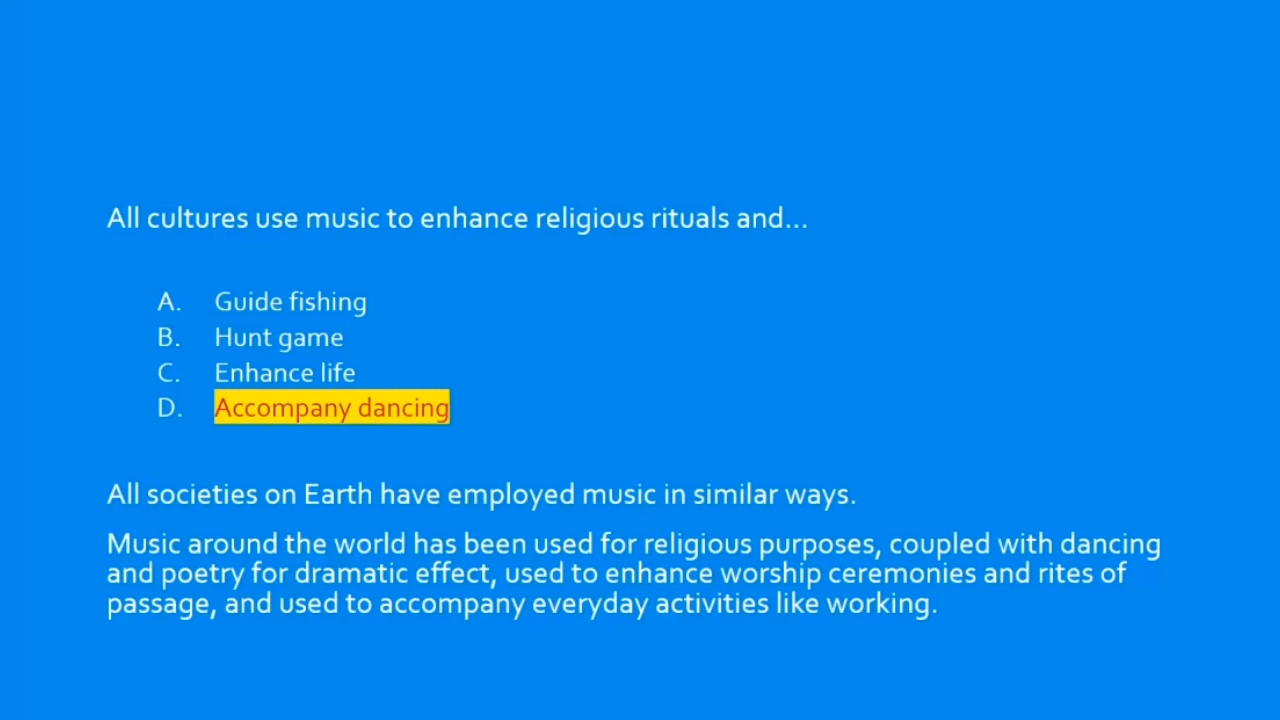 All cultures use music to enhance religious rituals and...
A. Guide fishing
B. Hunt game
C. Enhance life
D. Accompany dancing
All societies on Earth have employed music in similar ways.
Music around the world has been used for religious purposes, coupled with dancing
and poetry for dramatic effect, used to enhance worship ceremonies and rites of
passage, and used to accompany everyday activities like working.